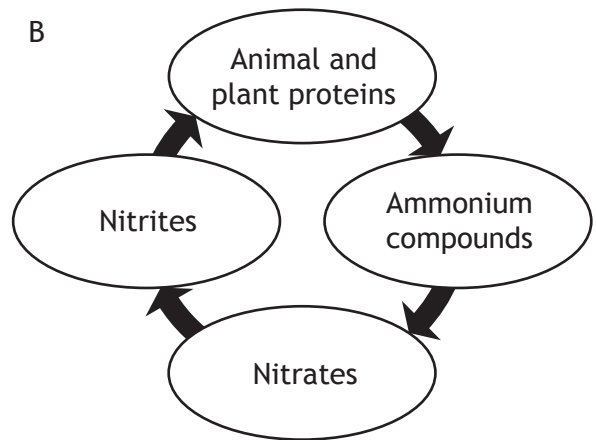 B
Animal and
plant proteins
Nitrites
Ammonium
compounds
Nitrates